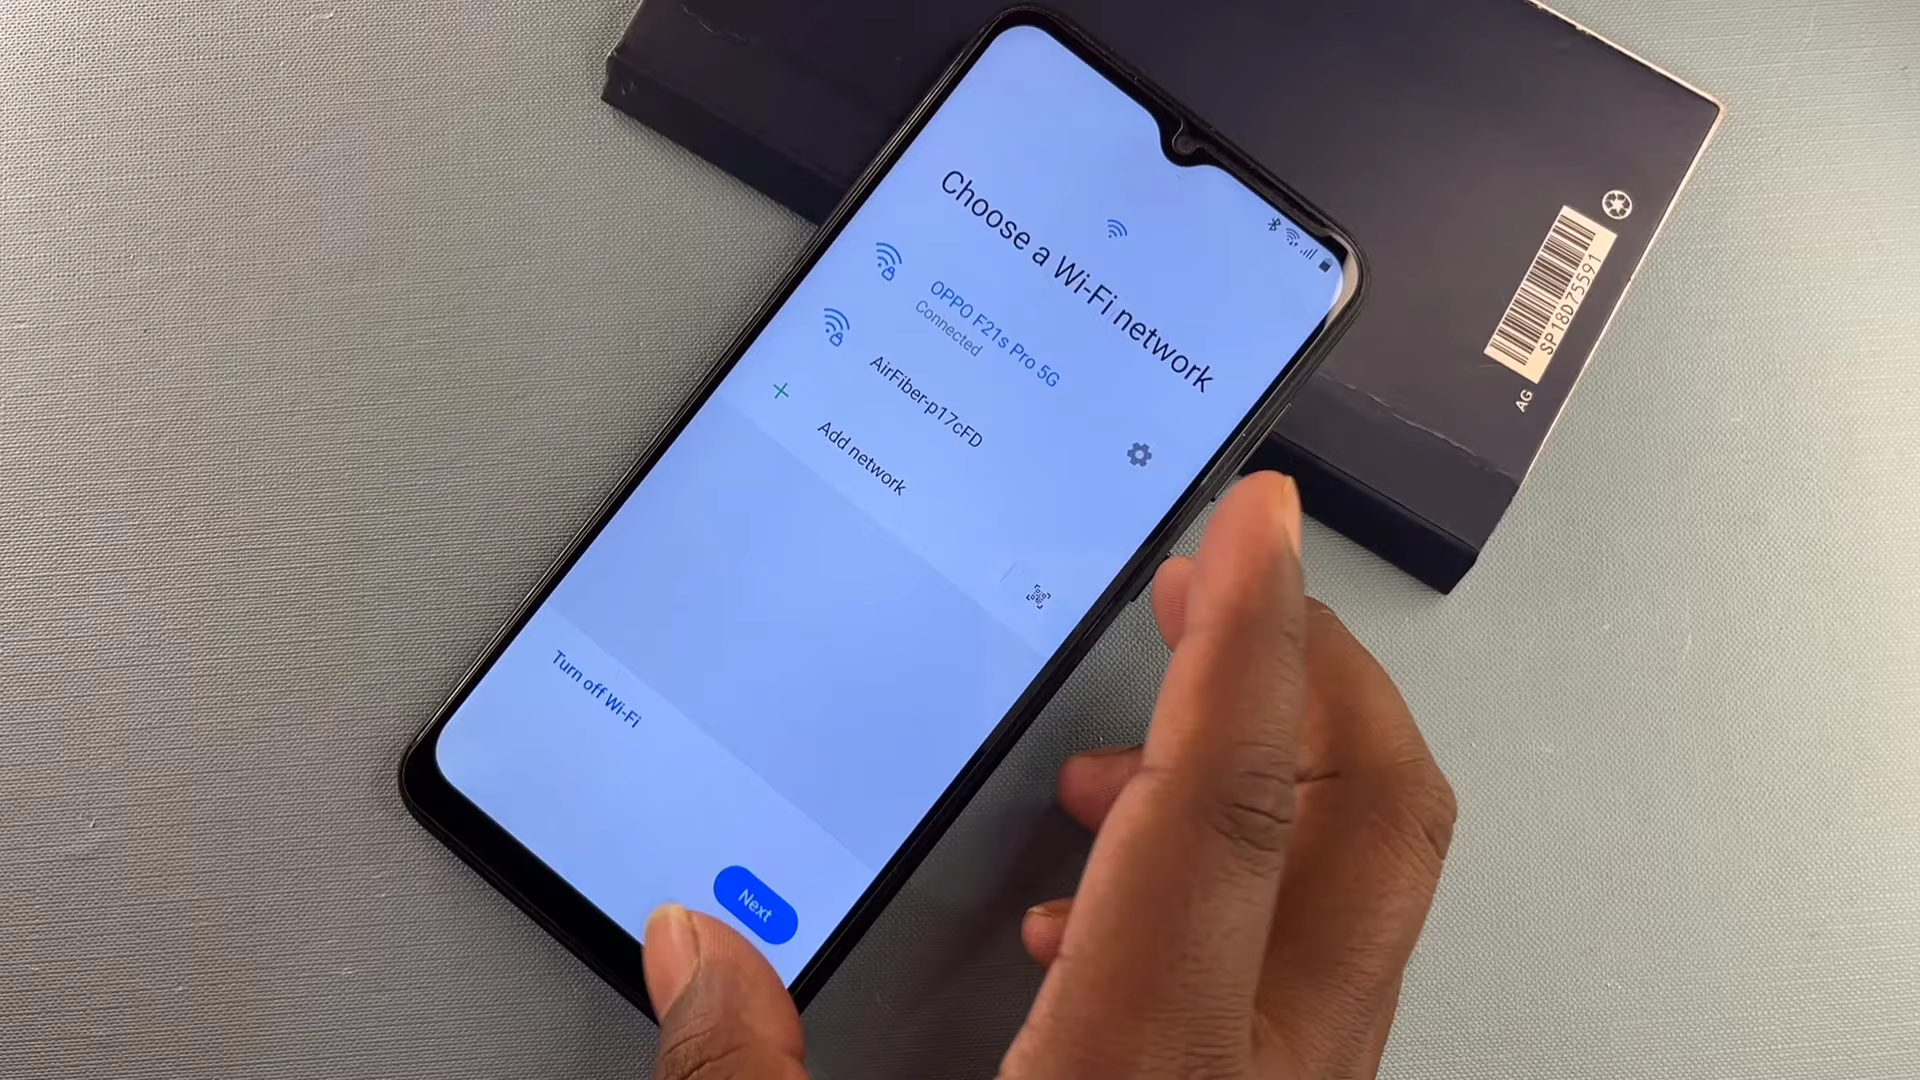 Choose a Wi-Fi network
OPPO F21s Pro 5G
Connected
AirFiber-p17cFD
Add network
Turn off Wi-Fi
Next
SP18D75591
AG